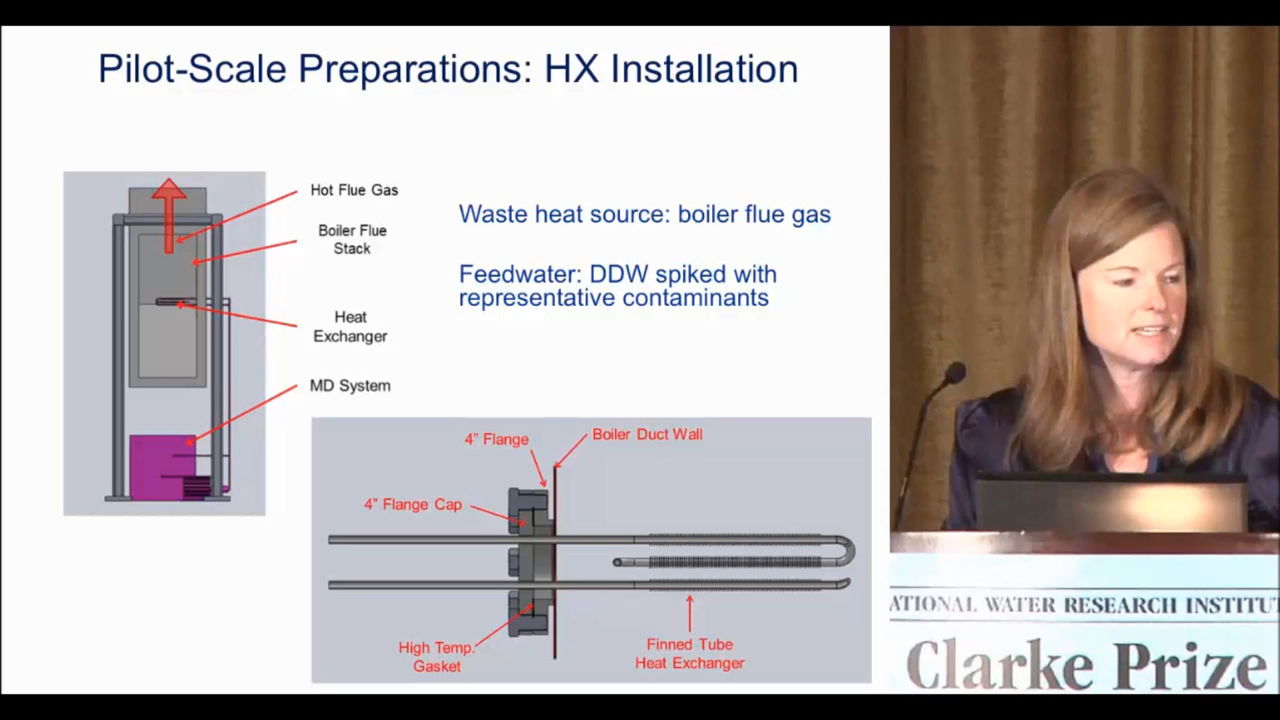 Pilot-Scale Preparations: HX Installation
Hot Flue Gas
Boiler Flue
Stack
Heat
Exchanger
MD System
Waste heat source: boiler flue gas
Feedwater: DDW spiked with
representative contaminants
4” Flange
Boiler Duct Wall
4” Flange Cap
High Temp.
Gasket
Finned Tube
Heat Exchanger
ATIONAL WATER RESEARCH INSTITUT
Clarke Prize